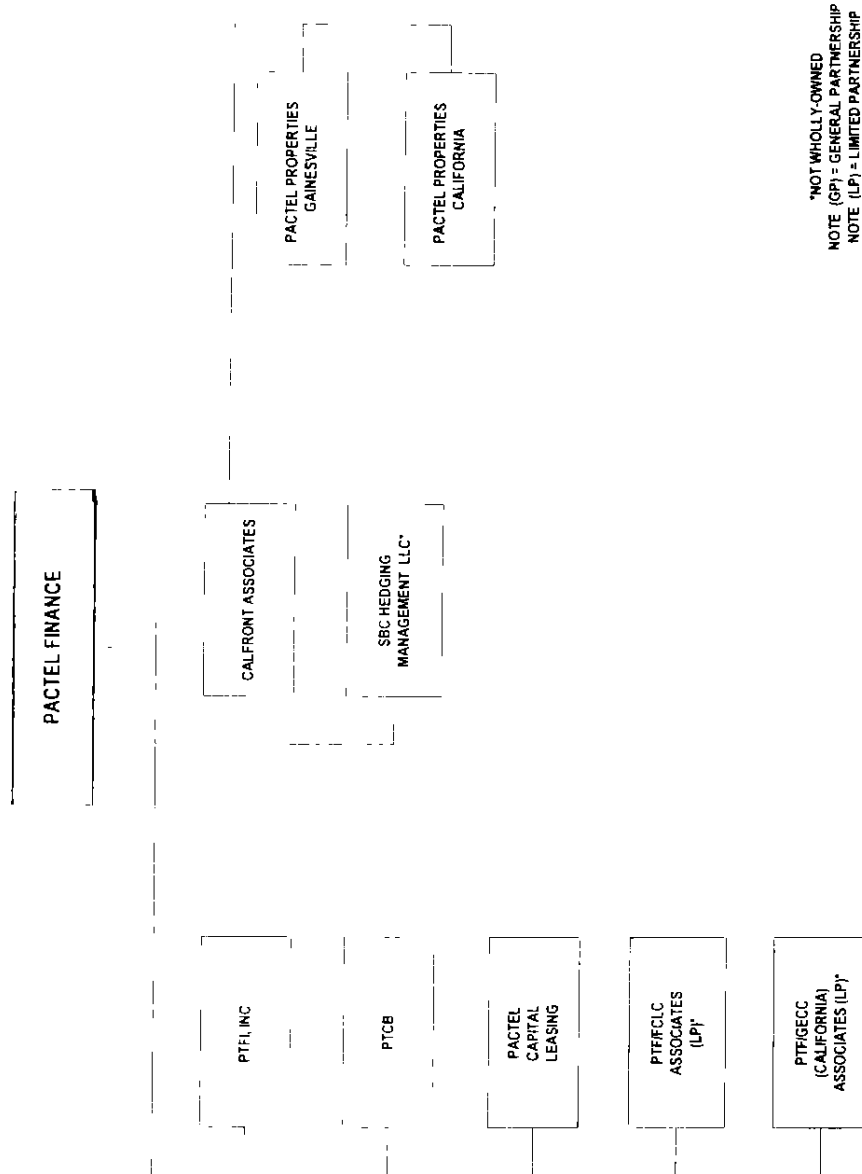 PACTEL FINANCE
PTFI, INC
PTCB
PACTEL
CAPITAL
LEASING
PTF/FCLC
ASSOCIATES
(LP)*
PTF/GECC
(CALIFORNIA)
ASSOCIATES (LP)*
CALFRONT ASSOCIATES
SBC HEDGING
MANAGEMENT LLC*
PACTEL PROPERTIES
GAINESVILLE
PACTEL PROPERTIES
CALIFORNIA
*NOT WHOLLY-OWNED
NOTE (GP) = GENERAL PARTNERSHIP
NOTE (LP) = LIMITED PARTNERSHIP